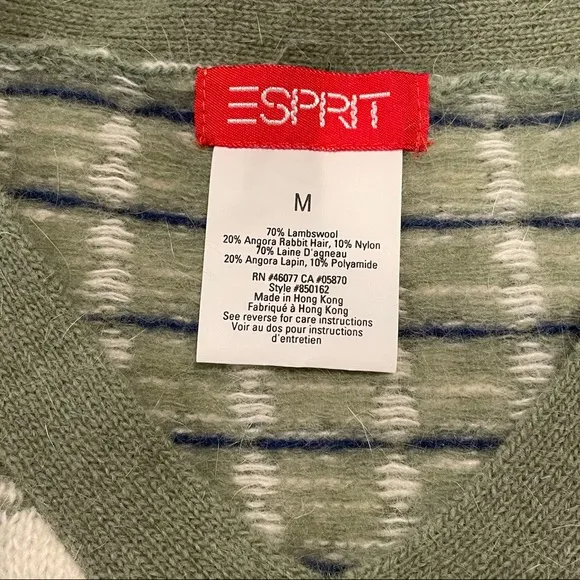 ESPRIT
M
70% Lambswool
20% Angora Rabbit Hair, 10% Nylon
70% Laine D'agneau
20% Angora Lapin, 10% Polyamide
RN #46077 CA #05870
Style #850162
Made in Hong Kong
Fabriqué à Hong Kong
See reverse for care instructions
Voir au dos pour instructions
d'entretien